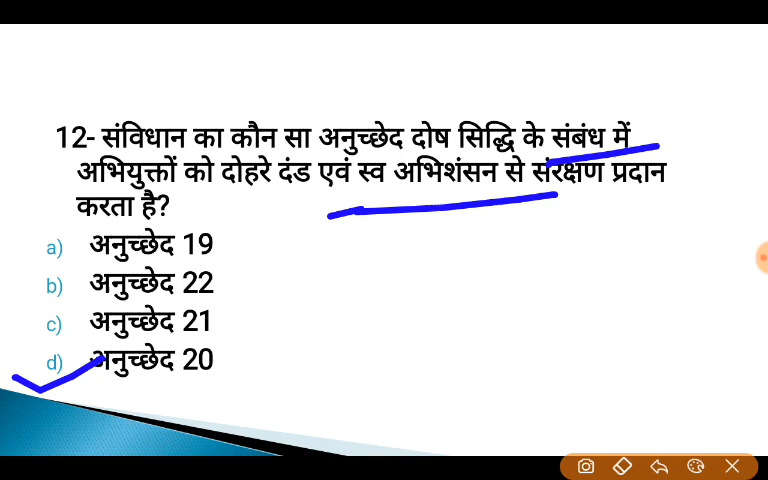 12- संविधान का कौन सा अनुच्छेद दोष सिद्धि के संबंध में
अभियुक्तों को दोहरे दंड एवं स्व अभिशंसन से संरक्षण प्रदान
करता है?
a) अनुच्छेद 19
b) अनुच्छेद 22
c) अनुच्छेद 21
d) अनुच्छेद 20